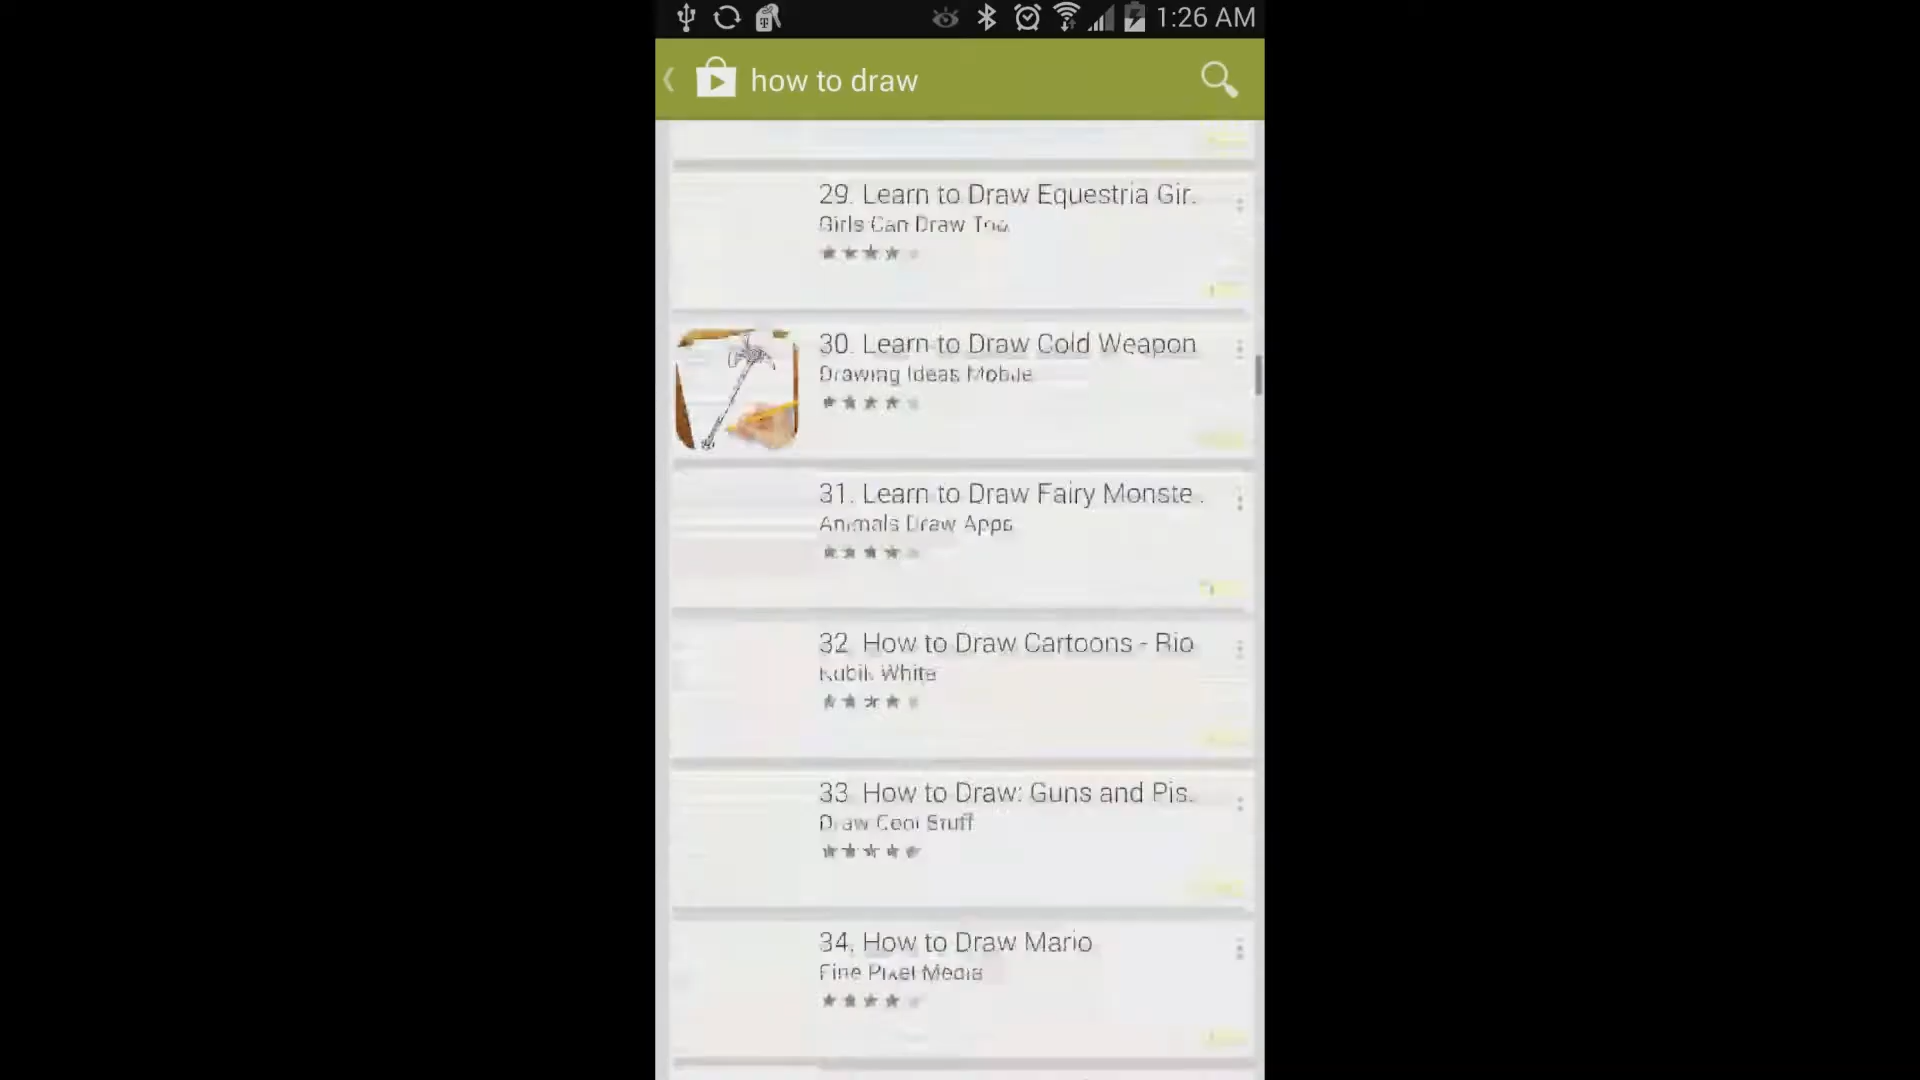 1:26 AM
how to draw
29. Learn to Draw Equestria Gir.
Girls Can Draw Too
30. Learn to Draw Cold Weapon
Drawing Ideas Mobile
31. Learn to Draw Fairy Monste .
Animals Draw Apps
32. How to Draw Cartoons - Rio
White
33. How to Draw: Guns and Pis.
Draw Cool Stuff
34. How to Draw Mario
Fine Pixel Media